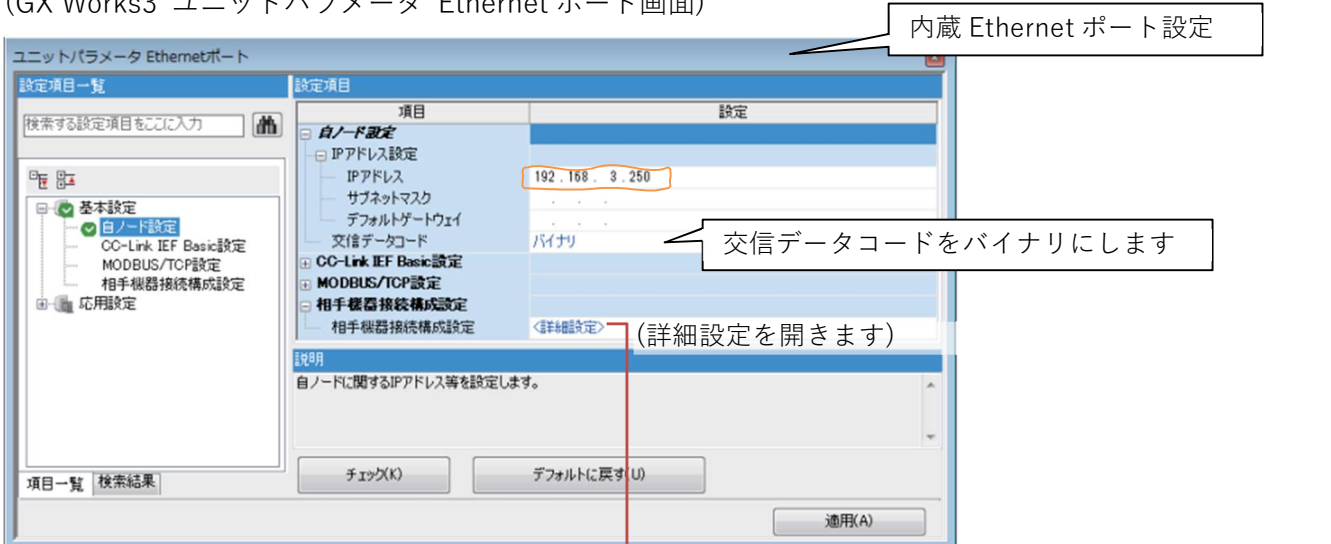 (GX Works3 ユニットパラメータ Ethernet ポート画面)
内蔵 Ethernet ポート設定
ユニットパラメータ Ethernetポート
設定項目一覧
検索する設定項目をここに入力
基本設定
自ノード設定
CC-Link IEF Basic設定
MODBUS/TCP設定
相手機器接続構成設定
応用設定
項目一覧 検索結果
設定項目
項目 設定
自ノード設定
IPアドレス設定
IPアドレス 192 . 168 . 3 . 250
サブネットマスク . . .
デフォルトゲートウェイ . . .
交信データコード バイナリ
交信データコードをバイナリにします
CC-Link IEF Basic設定
MODBUS/TCP設定
相手機器接続構成設定
相手機器接続構成設定 <詳細設定>
(詳細設定を開きます)
説明
自ノードに関するIPアドレス等を設定します。
チェック(K) デフォルトに戻す(U)
適用(A)